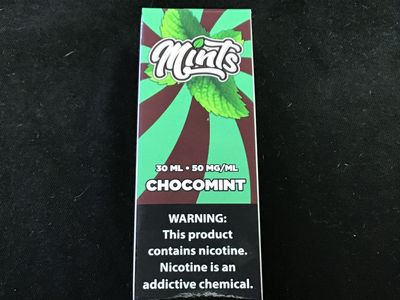 Mints
30 ML • 50 MG/ML
CHOCOMINT
WARNING:
This product
contains nicotine.
Nicotine is an
addictive chemical.